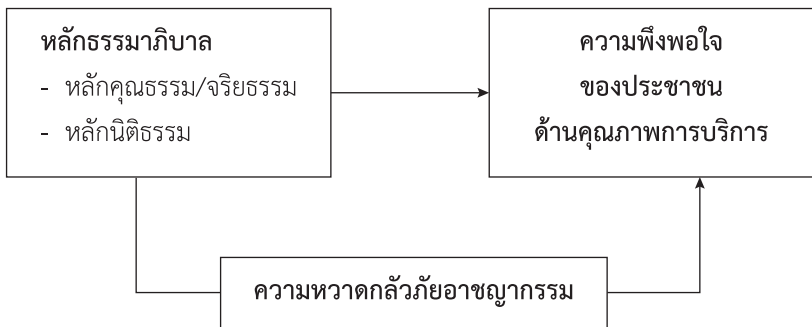 หลักธรรมาภิบาล
- หลักคุณธรรม/จริยธรรม
- หลักนิติธรรม
ความพึงพอใจ
ของประชาชน
ด้านคุณภาพการบริการ
ความหวาดกลัวภัยอาชญากรรม